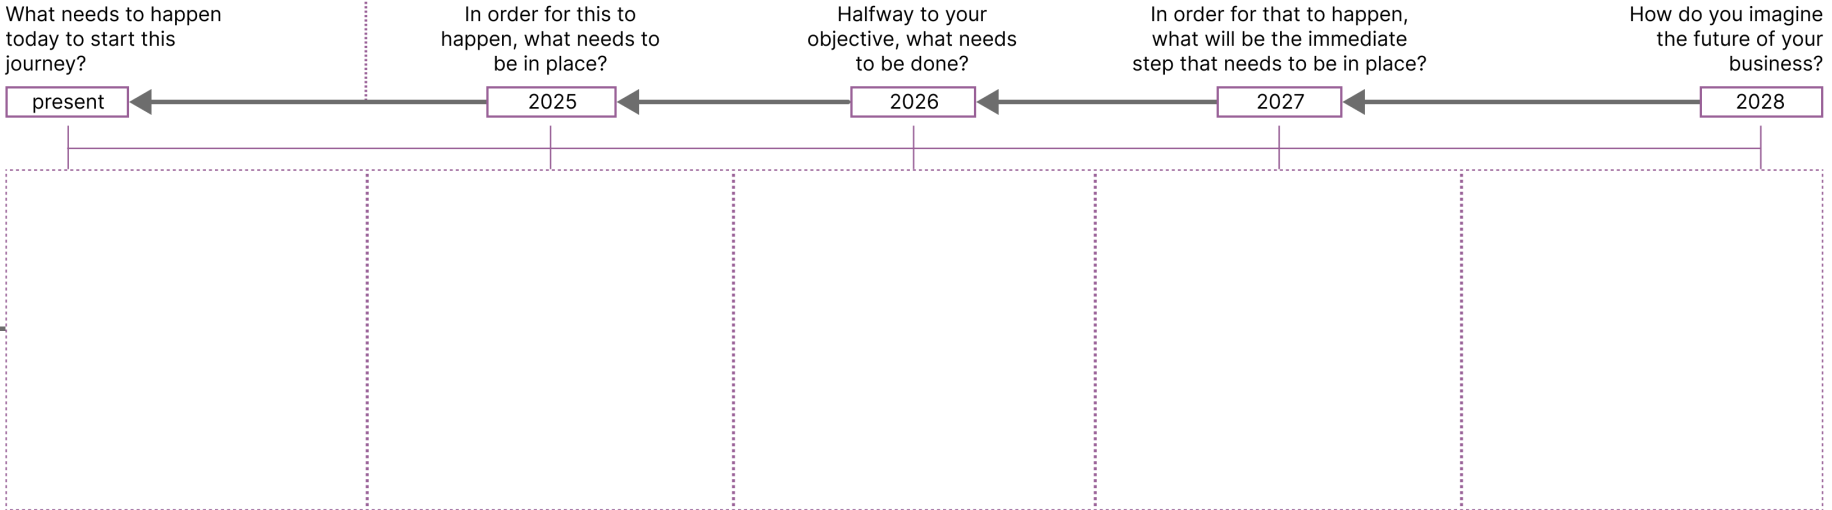 What needs to happen
today to start this
journey?
In order for this to
happen, what needs to
be in place?
Halfway to your
objective, what needs
to be done?
In order for that to happen,
what will be the immediate
step that needs to be in place?
How do you imagine
the future of your
business?
present
2025
2026
2027
2028